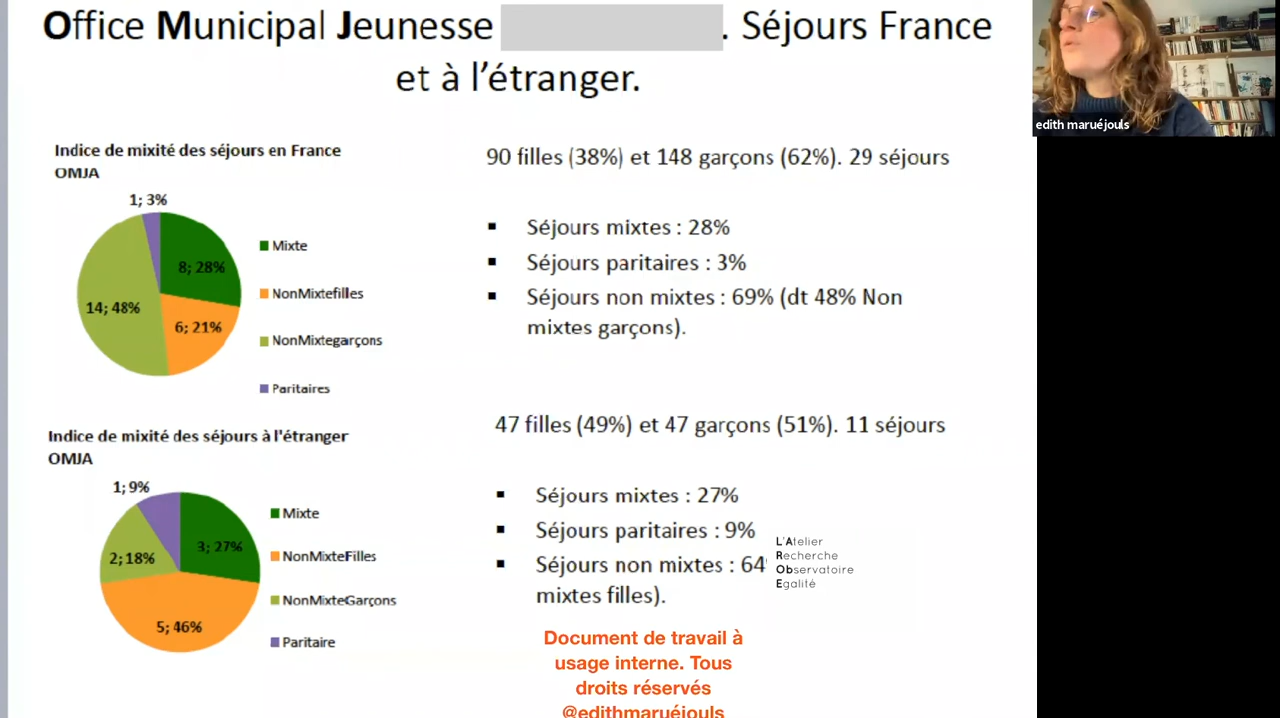 Office Municipal Jeunesse . Séjours France
et à l’étranger.
edith maruéjouls
Indice de mixité des séjours en France
OMJA
1; 3%
8; 28%
14; 48%
6; 21%
Mixte
NonMixtefilles
NonMixtegarçons
Paritaires
90 filles (38%) et 148 garçons (62%). 29 séjours
Séjours mixtes : 28%
Séjours paritaires : 3%
Séjours non mixtes : 69% (dt 48% Non
mixtes garçons).
Indice de mixité des séjours à l'étranger
OMJA
1; 9%
3; 27%
2; 18%
5; 46%
Mixte
NonMixteFilles
NonMixteGarçons
Paritaire
47 filles (49%) et 47 garçons (51%). 11 séjours
Séjours mixtes : 27%
Séjours paritaires : 9%
Séjours non mixtes : 64
mixtes filles).
L'Atelier
Recherche
Observatoire
Egalité
Document de travail à
usage interne. Tous
droits réservés
@edithmaruéjouls